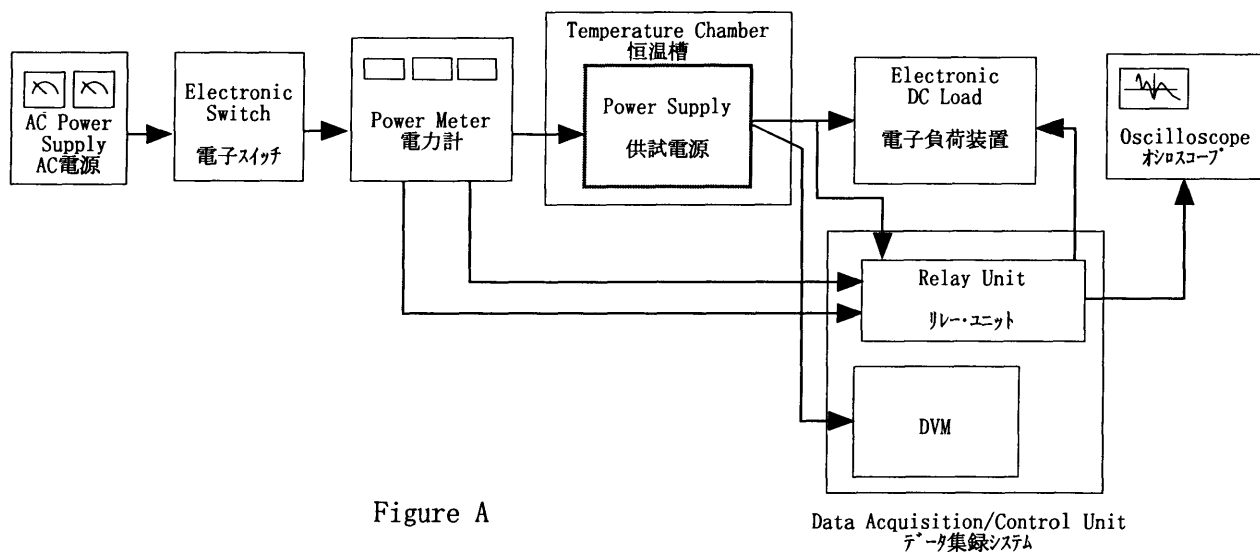 AC Power
Supply
AC電源
Electronic
Switch
電子スイッチ
Power Meter
電力計
Temperature Chamber
恒温槽
Power Supply
供試電源
Electronic
DC Load
電子負荷装置
Oscilloscope
オシロスコープ
Relay Unit
リレー・ユニット
DVM
Data Acquisition/Control Unit
データ集録システム
Figure A